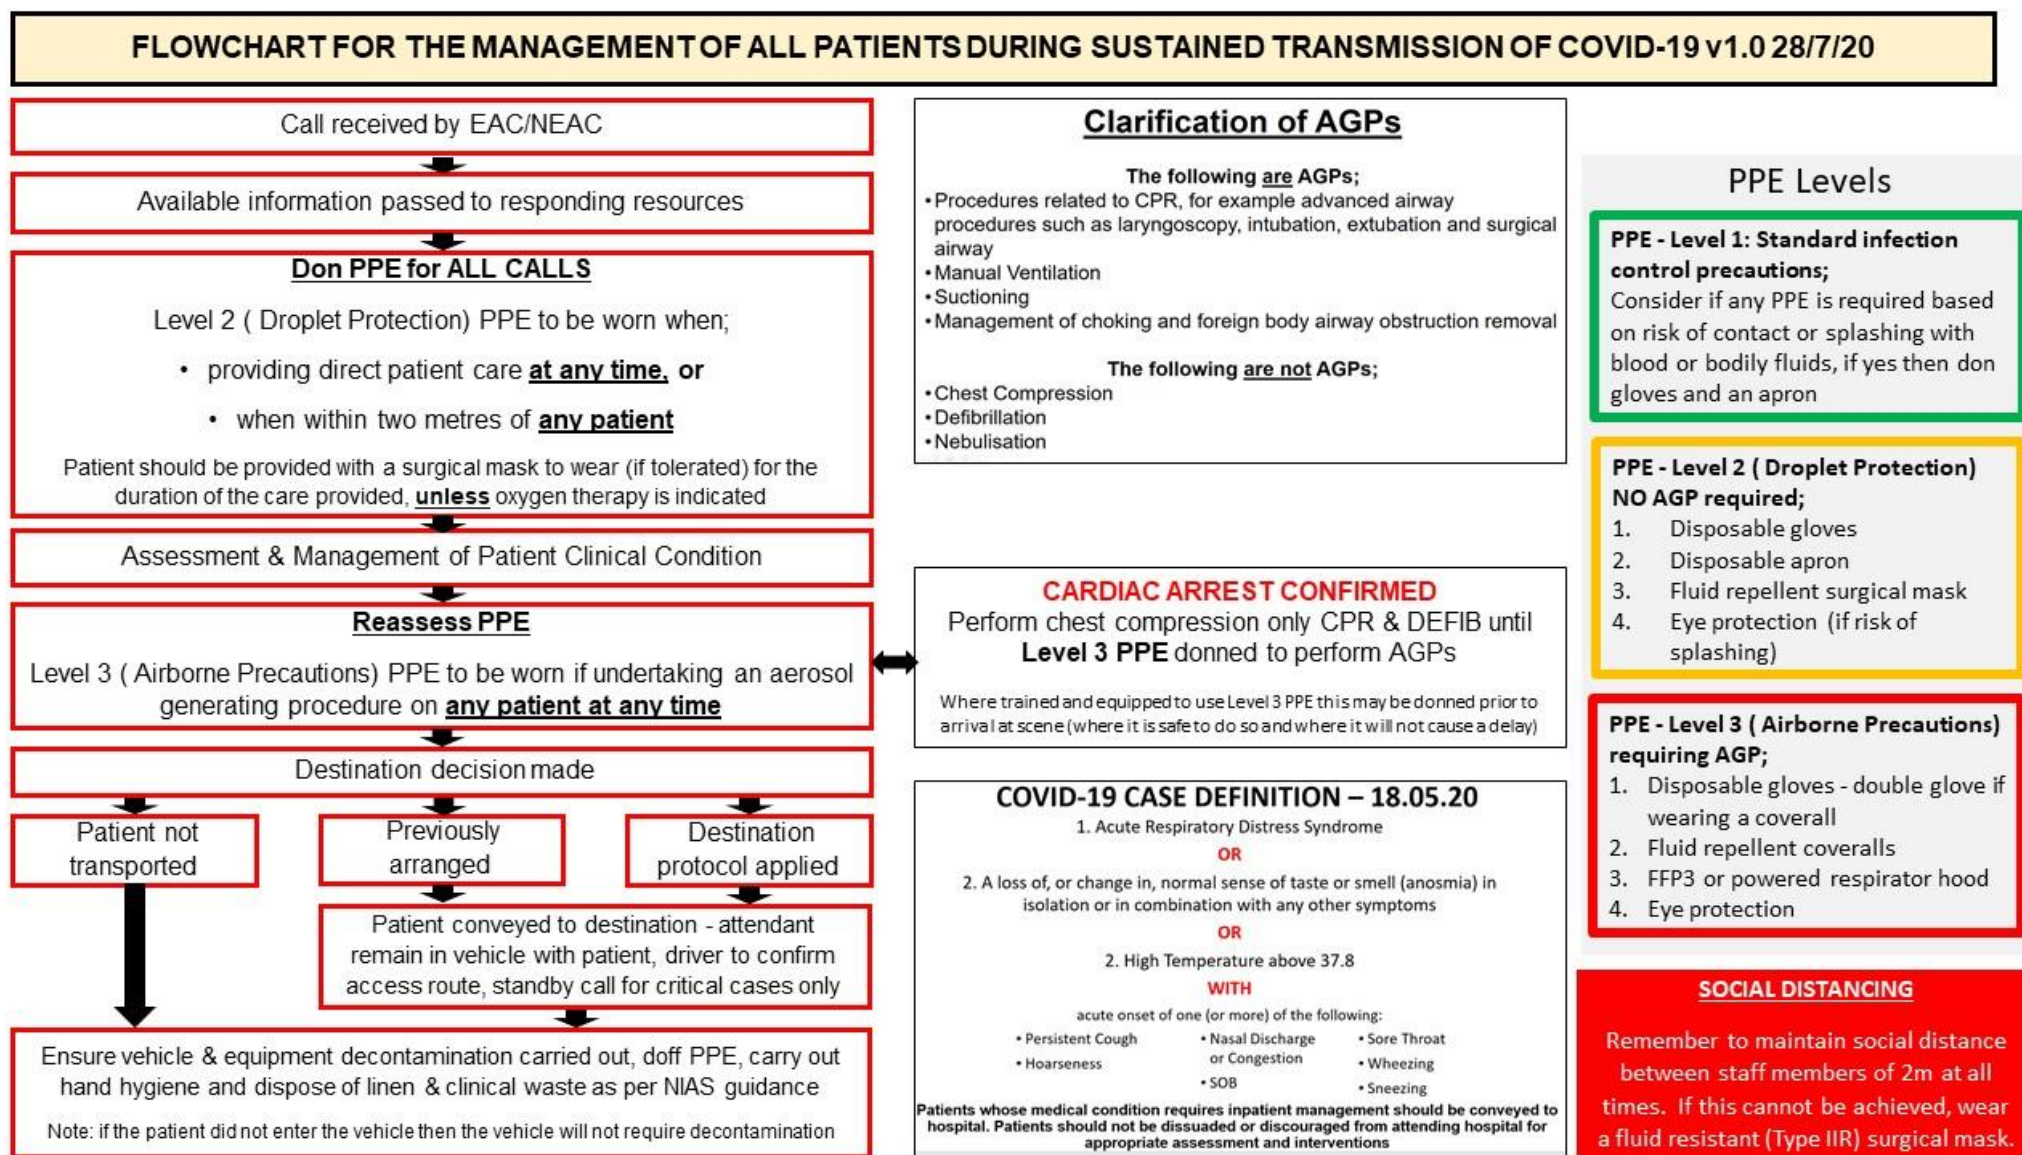 FLOWCHART FOR THE MANAGEMENT OF ALL PATIENTS DURING SUSTAINED TRANSMISSION OF COVID-19 v1.0 28/7/20
Call received by EAC/NEAC
Available information passed to responding resources
Don PPE for ALL CALLS
Level 2 ( Droplet Protection) PPE to be worn when;
• providing direct patient care at any time, or
• when within two metres of any patient
Patient should be provided with a surgical mask to wear (if tolerated) for the
duration of the care provided, unless oxygen therapy is indicated
Assessment & Management of Patient Clinical Condition
Reassess PPE
Level 3 ( Airborne Precautions) PPE to be worn if undertaking an aerosol
generating procedure on any patient at any time
Destination decision made
Patient not
transported
Previously
arranged
Destination
protocol applied
Patient conveyed to destination - attendant
remain in vehicle with patient, driver to confirm
access route, standby call for critical cases only
Ensure vehicle & equipment decontamination carried out, doff PPE, carry out
hand hygiene and dispose of linen & clinical waste as per NIAS guidance
Note: if the patient did not enter the vehicle then the vehicle will not require decontamination
Clarification of AGPs
The following are AGPs;
• Procedures related to CPR, for example advanced airway
procedures such as laryngoscopy, intubation, extubation and surgical
airway
• Manual Ventilation
• Suctioning
• Management of choking and foreign body airway obstruction removal
The following are not AGPs;
• Chest Compression
• Defibrillation
• Nebulisation
CARDIAC ARREST CONFIRMED
Perform chest compression only CPR & DEFIB until
Level 3 PPE donned to perform AGPs
Where trained and equipped to use Level 3 PPE this may be donned prior to
arrival at scene (where it is safe to do so and where it will not cause a delay)
COVID-19 CASE DEFINITION – 18.05.20
1. Acute Respiratory Distress Syndrome
OR
2. A loss of, or change in, normal sense of taste or smell (anosmia) in
isolation or in combination with any other symptoms
OR
2. High Temperature above 37.8
WITH
acute onset of one (or more) of the following:
• Persistent Cough
• Hoarseness
• Nasal Discharge
or Congestion
• SOB
• Sore Throat
• Wheezing
• Sneezing
Patients whose medical condition requires inpatient management should be conveyed to
hospital. Patients should not be dissuaded or discouraged from attending hospital for
appropriate assessment and interventions
PPE Levels
PPE - Level 1: Standard infection
control precautions;
Consider if any PPE is required based
on risk of contact or splashing with
blood or bodily fluids, if yes then don
gloves and an apron
PPE - Level 2 ( Droplet Protection)
NO AGP required;
1. Disposable gloves
2. Disposable apron
3. Fluid repellent surgical mask
4. Eye protection (if risk of
splashing)
PPE - Level 3 ( Airborne Precautions)
requiring AGP;
1. Disposable gloves - double glove if
wearing a coverall
2. Fluid repellent coveralls
3. FFP3 or powered respirator hood
4. Eye protection
SOCIAL DISTANCING
Remember to maintain social distance
between staff members of 2m at all
times. If this cannot be achieved, wear
a fluid resistant (Type IIR) surgical mask.